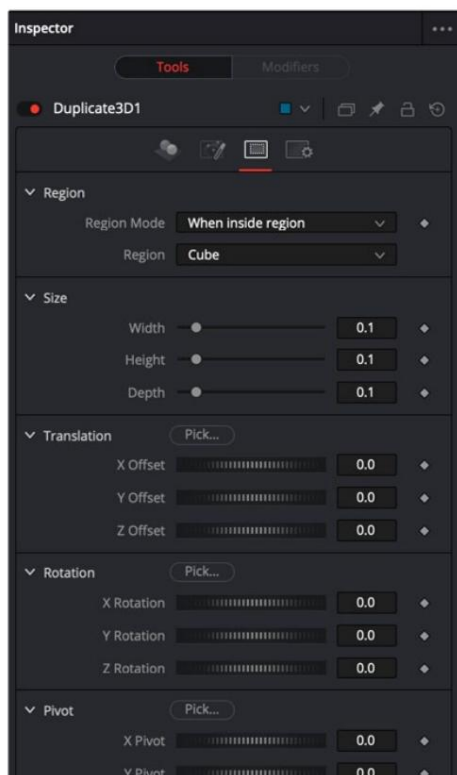 Inspector
Tools Modifiers
Duplicate3D1
Region
Region Mode When inside region
Region Cube
Size
Width 0.1
Height 0.1
Depth 0.1
Translation Pick...
X Offset 0.0
Y Offset 0.0
Z Offset 0.0
Rotation Pick...
X Rotation 0.0
Y Rotation 0.0
Z Rotation 0.0
Pivot Pick...
X Pivot 0.0
Y Pivot 0.0